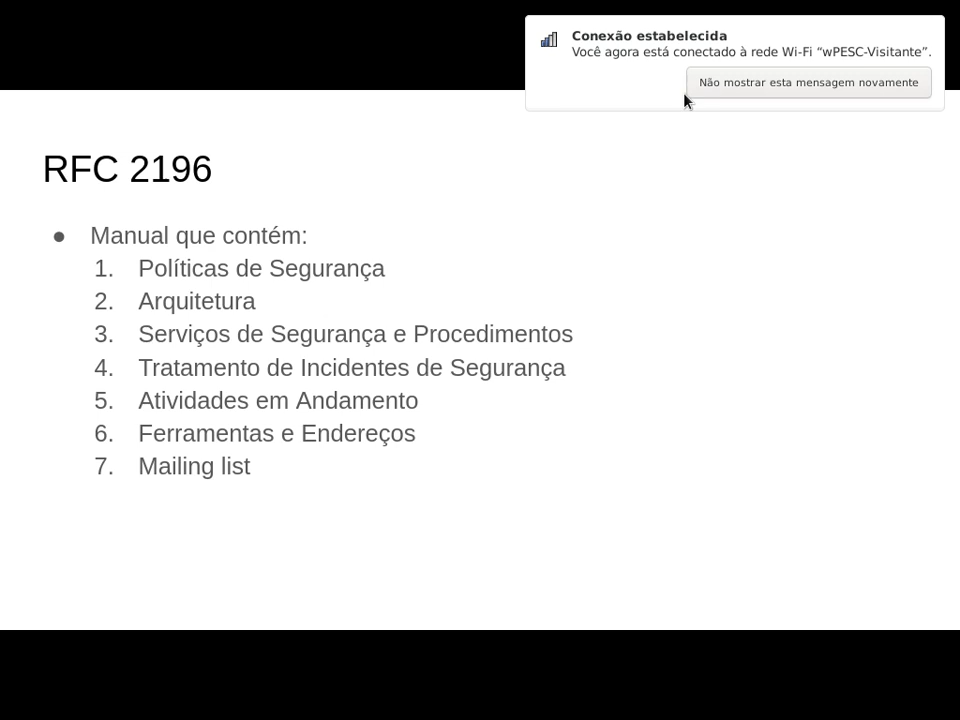 Conexão estabelecida
Você agora está conectado à rede Wi-Fi “wPESC-Visitante”.
Não mostrar esta mensagem novamente
RFC 2196
● Manual que contém:
1. Políticas de Segurança
2. Arquitetura
3. Serviços de Segurança e Procedimentos
4. Tratamento de Incidentes de Segurança
5. Atividades em Andamento
6. Ferramentas e Endereços
7. Mailing list